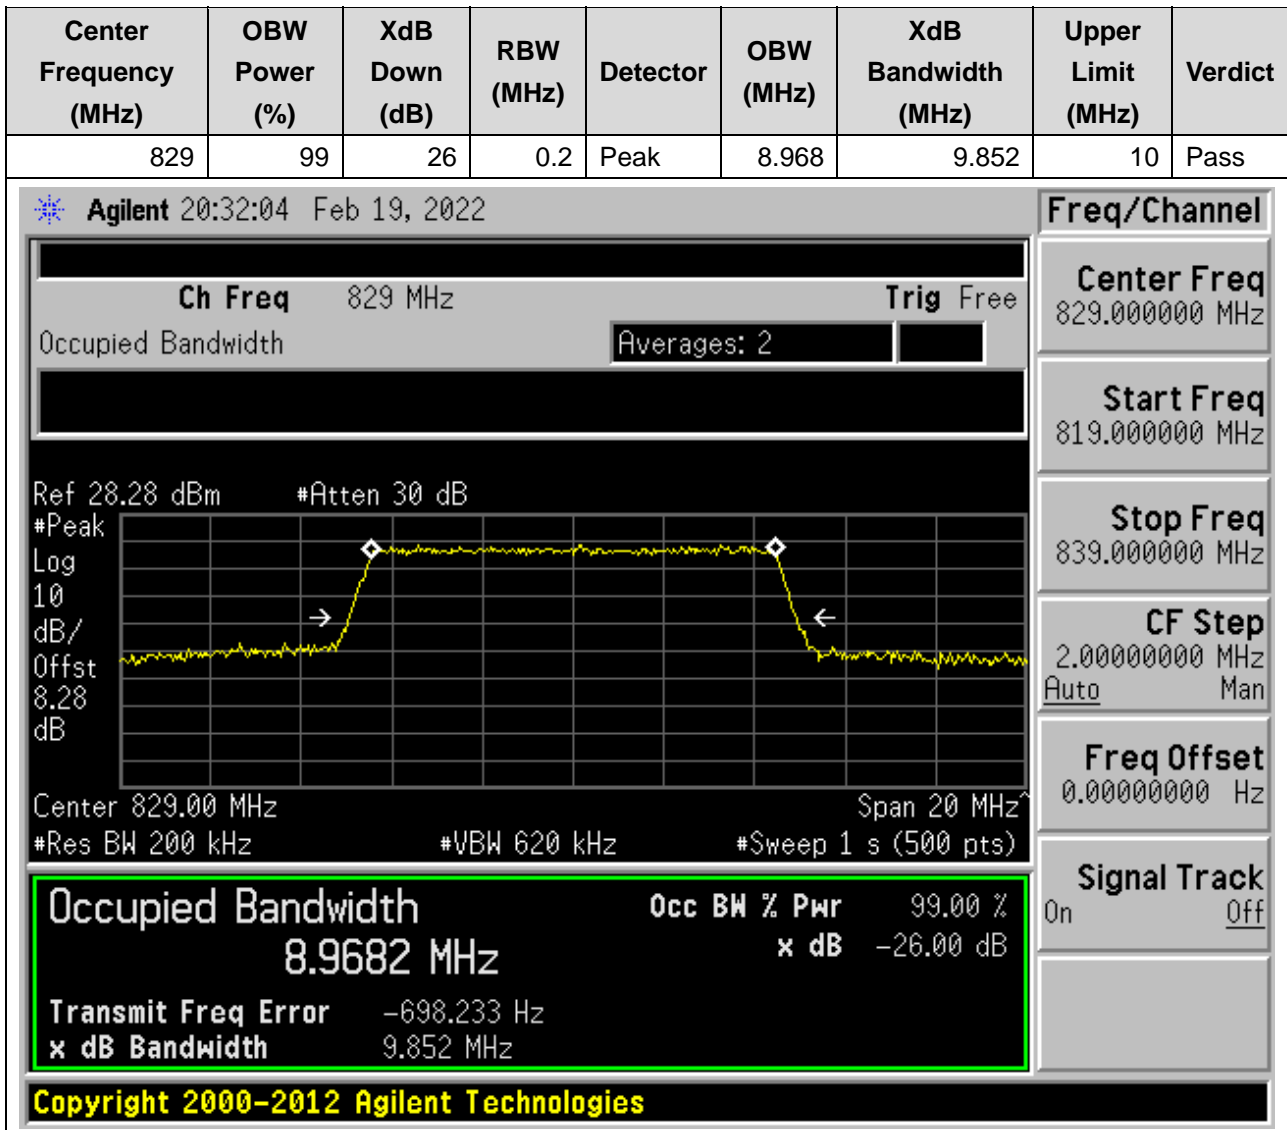 Center Frequency (MHz) OBW Power (%) XdB Down (dB) RBW (MHz) Detector OBW (MHz) XdB Bandwidth (MHz) Upper Limit (MHz) Verdict
829 99 26 0.2 Peak 8.968 9.852 10 Pass
Agilent 20:32:04 Feb 19, 2022 Freq/Channel
Ch Freq 829 MHz Trig Free
Occupied Bandwidth Averages: 2
Center Freq
829.000000 MHz
Start Freq
819.000000 MHz
Stop Freq
839.000000 MHz
CF Step
2.00000000 MHz
Auto Man
Freq Offset
0.00000000 Hz
Signal Track
On Off
Ref 28.28 dBm #Atten 30 dB
#Peak
Log
10
dB/
Offst
8.28
dB
Center 829.00 MHz Span 20 MHz^
#Res BW 200 kHz #VBW 620 kHz #Sweep 1 s (500 pts)
Occupied Bandwidth Occ BW % Pwr 99.00 %
8.9682 MHz x dB -26.00 dB
Transmit Freq Error -698.233 Hz
x dB Bandwidth 9.852 MHz
Copyright 2000-2012 Agilent Technologies